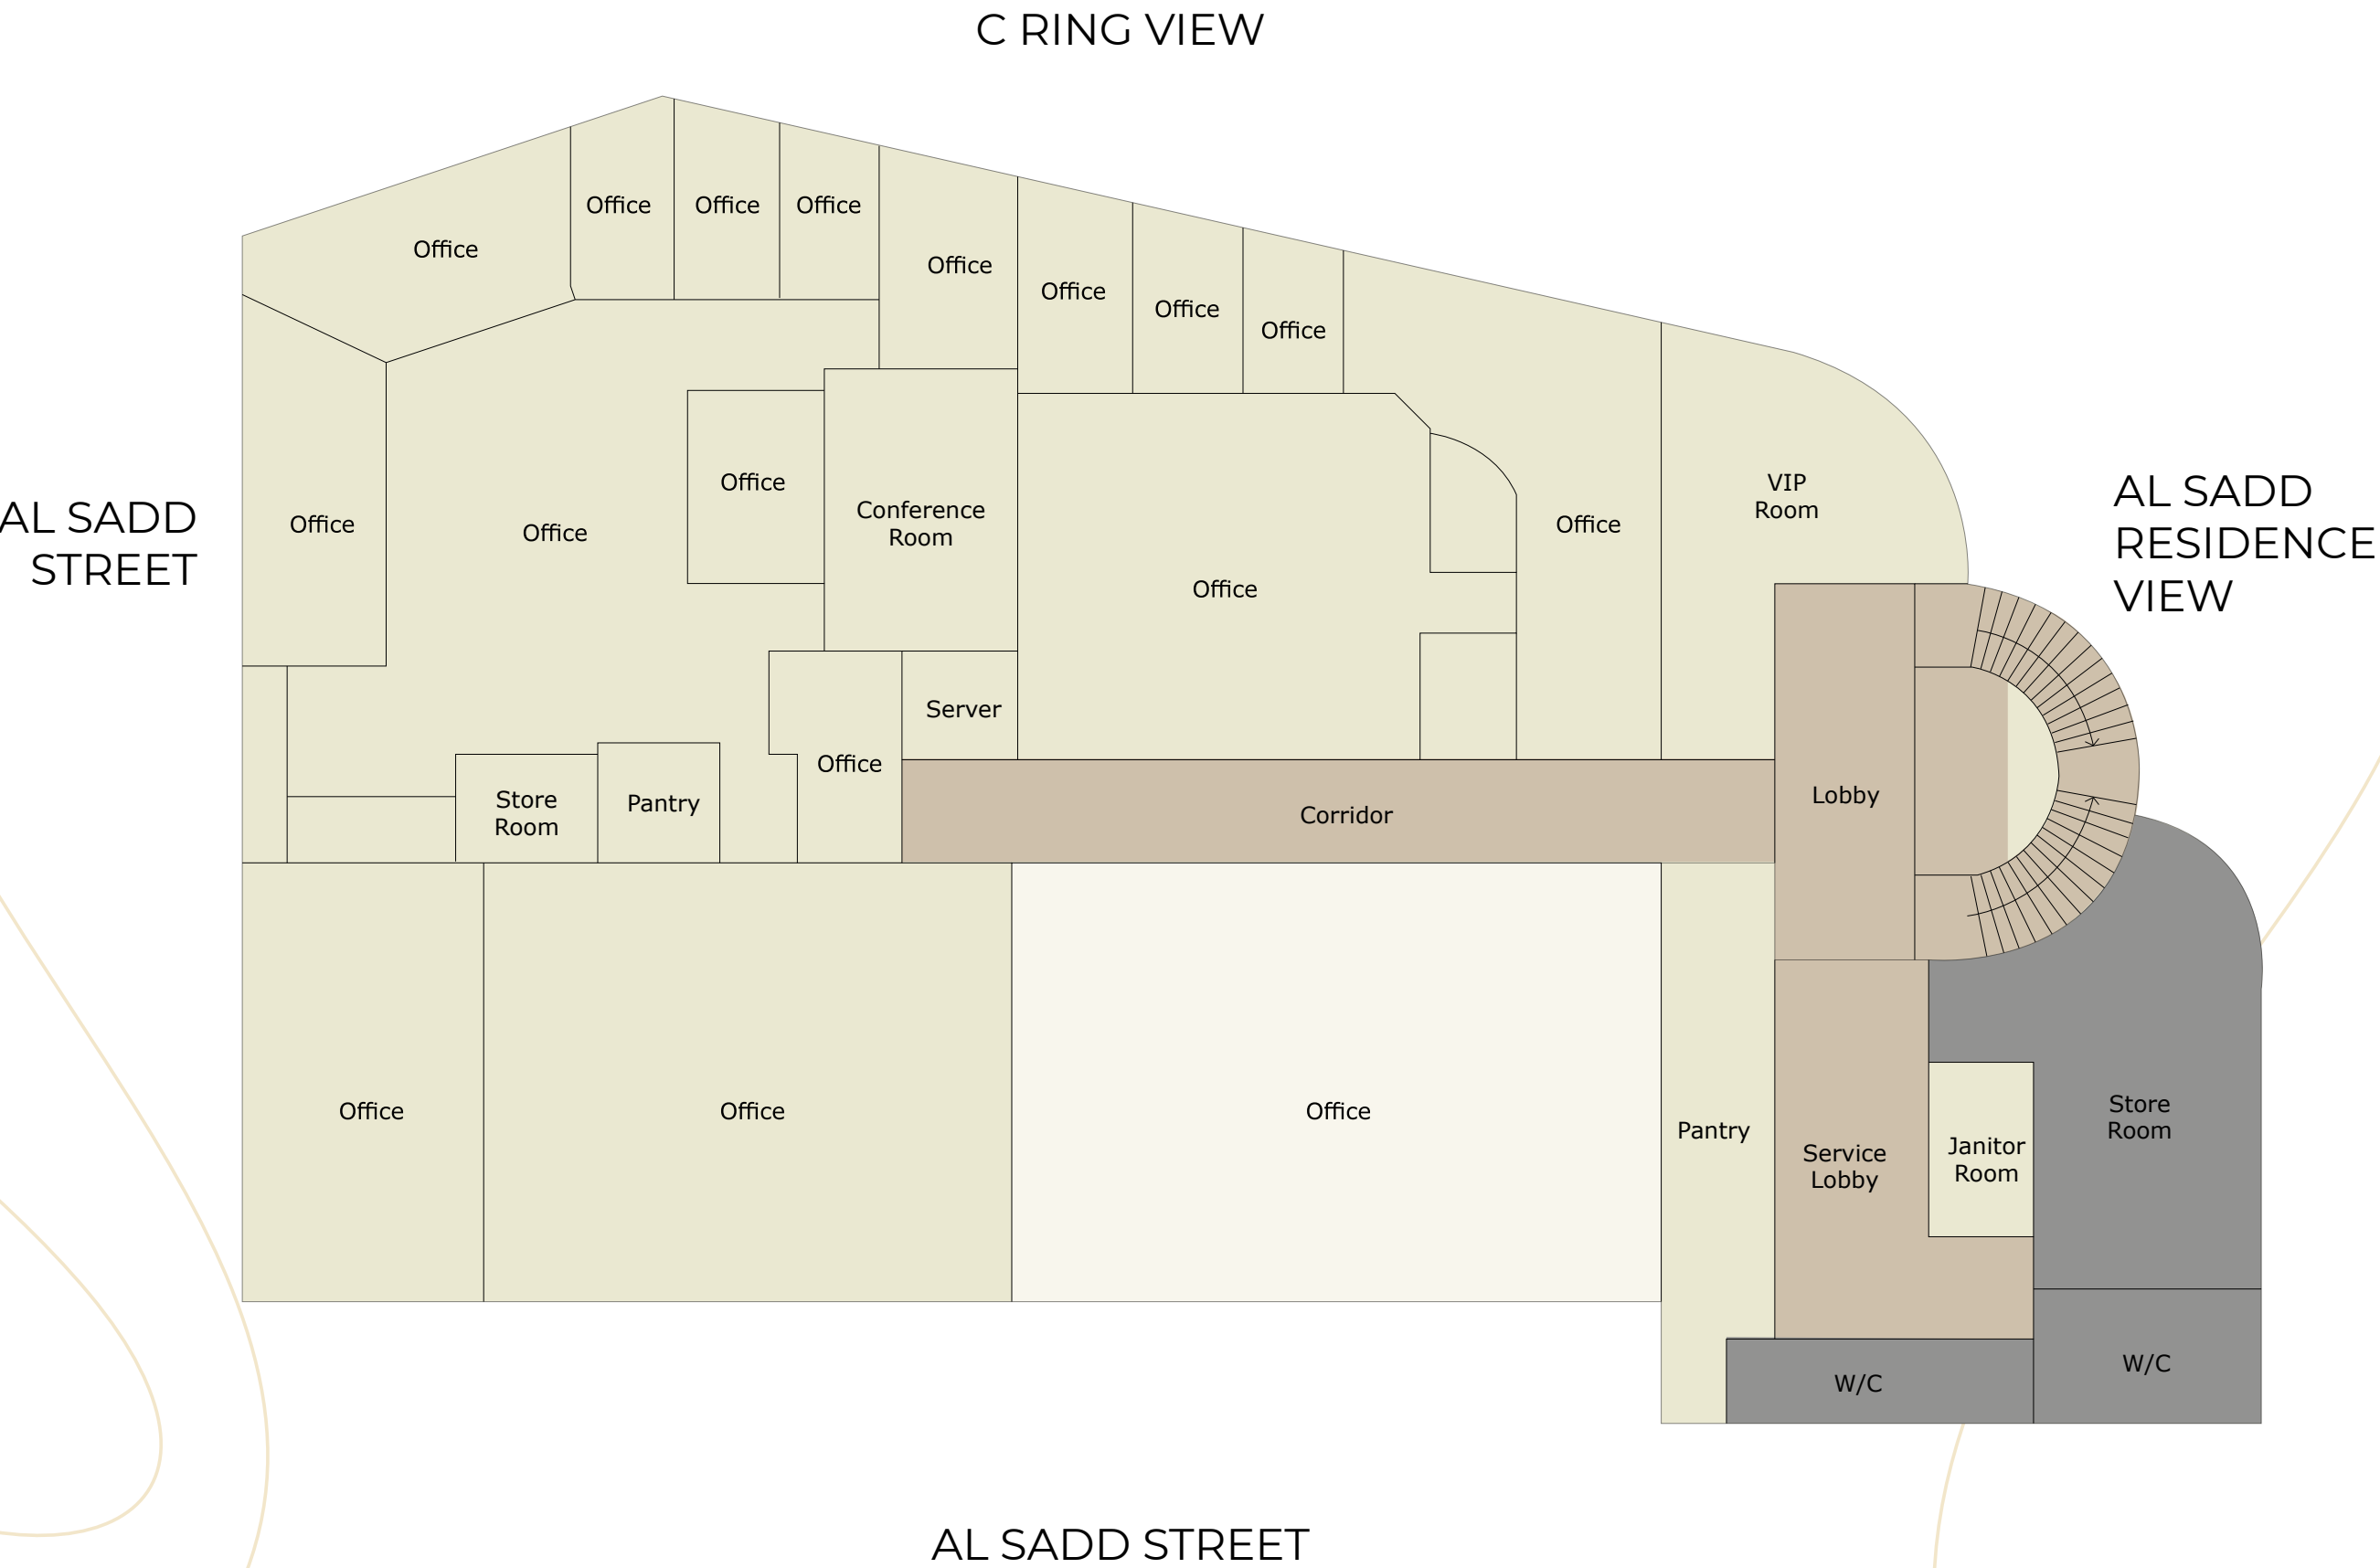 C RING VIEW
Office
Office
Office
Office
Office
Office
Office
Office
AL SADD
STREET
Office
Office
Office
Conference
Room
Office
Office
VIP
Room
AL SADD
RESIDENCE
VIEW
Server
Office
Store
Room
Pantry
Corridor
Lobby
Office
Office
Office
Pantry
Service
Lobby
Janitor
Room
Store
Room
W/C
W/C
AL SADD STREET